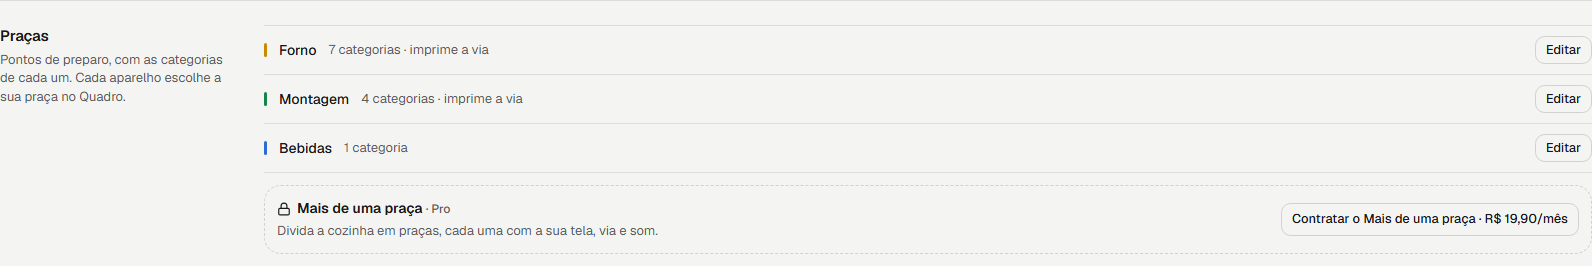 Praças
Pontos de preparo, com as categorias
de cada um. Cada aparelho escolhe a
sua praça no Quadro.
Forno 7 categorias · imprime a via Editar
Montagem 4 categorias · imprime a via Editar
Bebidas 1 categoria Editar
Mais de uma praça · Pro
Divida a cozinha em praças, cada uma com a sua tela, via e som.
Contratar o Mais de uma praça · R$ 19,90/mês